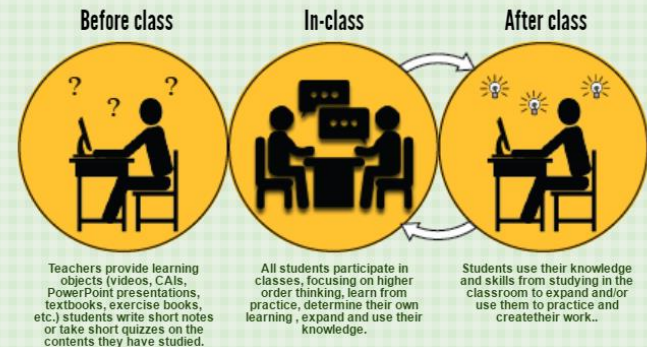 Before class
In-class
After class
?
?
?
Teachers provide learning
objects (videos, CAIs,
PowerPoint presentations,
textbooks, exercise books,
etc.) students write short notes
or take short quizzes on the
contents they have studied.
All students participate in
classes, focusing on higher
order thinking, learn from
practice, determine their own
learning , expand and use their
knowledge.
Students use their knowledge
and skills from studying in the
classroom to expand and/or
use them to practice and
createtheir work..